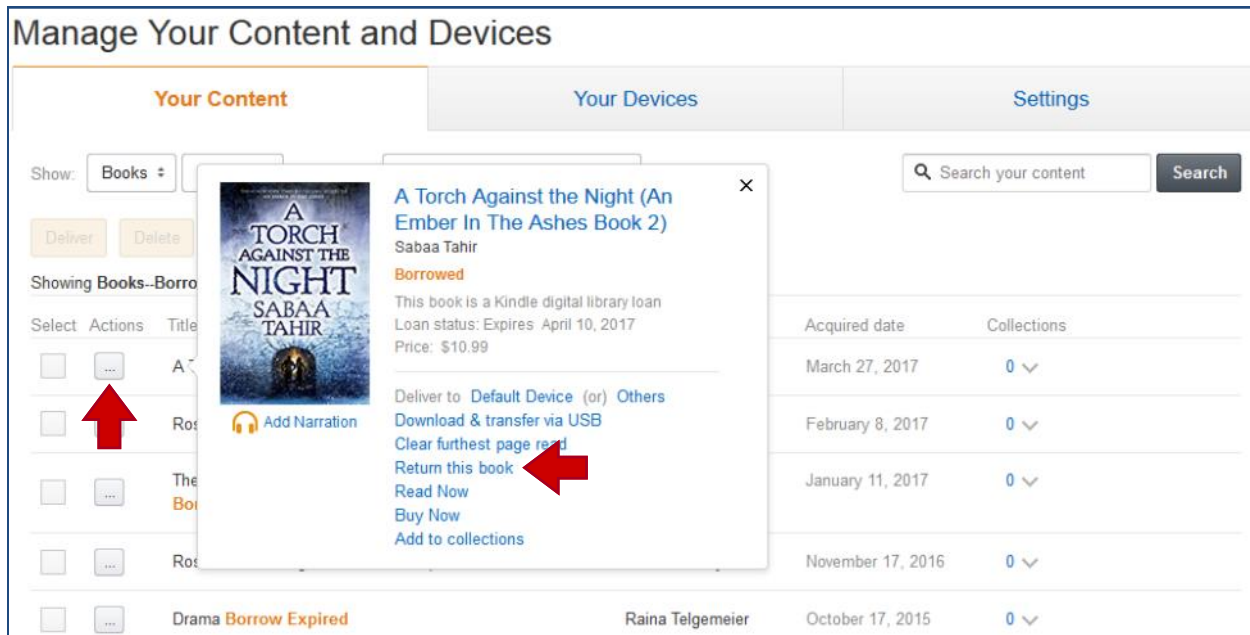 Manage Your Content and Devices
Your Content Your Devices Settings
Show: Books Search your content Search
Deliver Delete
Showing Books--Borro
Select Actions Title Acquired date Collections
A TORCH AGAINST THE NIGHT
SABAA TAHIR
Add Narration
A Torch Against the Night (An
Ember In The Ashes Book 2)
Sabaa Tahir
Borrowed
This book is a Kindle digital library loan
Loan status: Expires April 10, 2017
Price: $10.99
Deliver to Default Device (or) Others
Download & transfer via USB
Clear furthest page read
Return this book
Read Now
Buy Now
Add to collections
... A March 27, 2017 0
Ros February 8, 2017 0
... The January 11, 2017 0
Bor
... Ros November 17, 2016 0
... Drama Borrow Expired Raina Telgemeier October 17, 2015 0